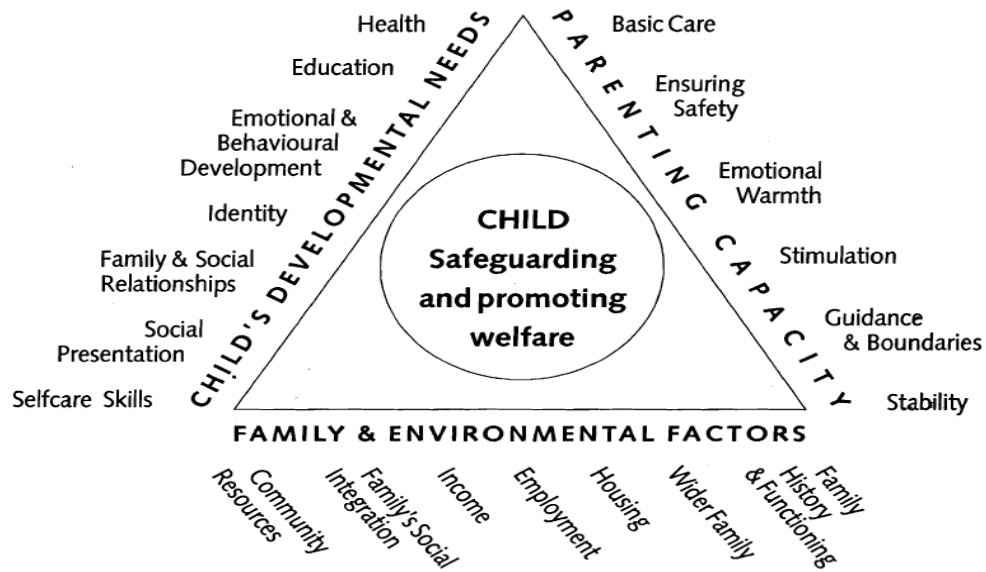 Health
Education
Emotional &
Behavioural
Development
Identity
Family & Social
Relationships
Social
Presentation
Selfcare Skills
CHILD'S DEVELOPMENTAL NEEDS
PARENTING CAPACITY
Basic Care
Ensuring
Safety
Emotional
Warmth
Stimulation
Guidance
& Boundaries
Stability
CHILD
Safeguarding
and promoting
welfare
FAMILY & ENVIRONMENTAL FACTORS
Community
Resources
Family's Social
Integration
Income
Employment
Housing
Wider Family
Family
History
& Functioning